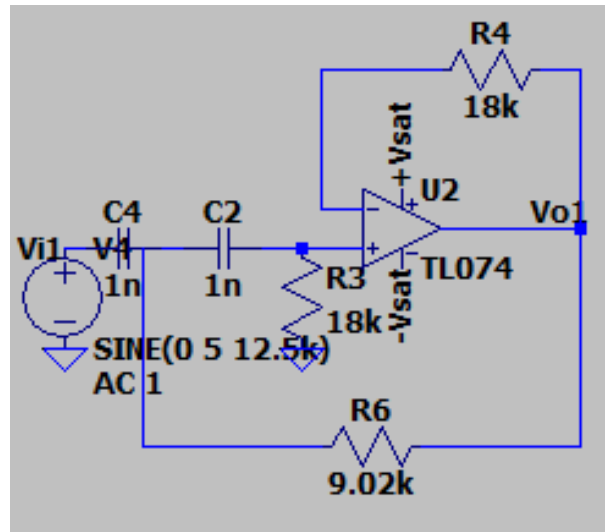 R4
18k
+Vsat
U2
C4
C2
Vo1
Vi1
V4
1n
1n
R3
TL074
-Vsat
18k
SINE(0 5 12.5k)
AC 1
R6
9.02k